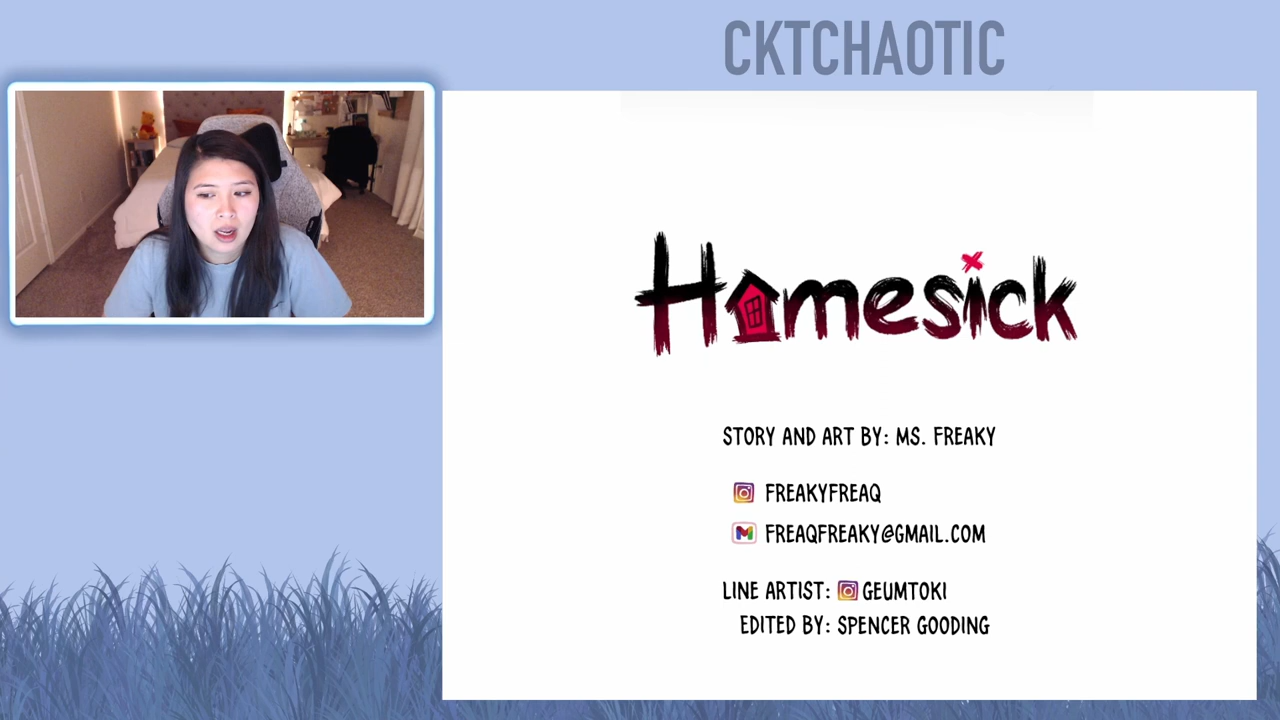 CKTCHAOTIC
Homesick
STORY AND ART BY: MS. FREAKY
FREAKYFREAQ
FREAQFREAKY@GMAIL.COM
LINE ARTIST: GEUMTOKI
EDITED BY: SPENCER GOODING